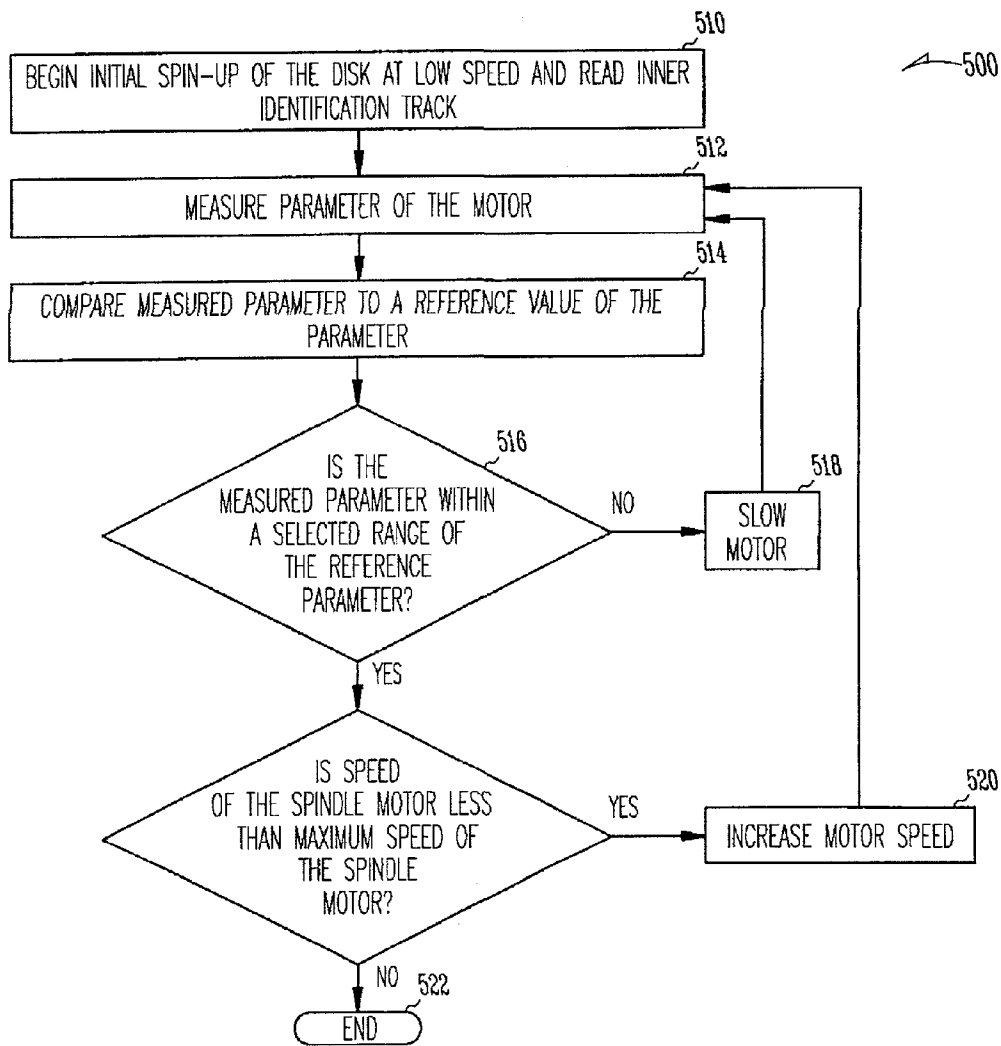 510
500
BEGIN INITIAL SPIN-UP OF THE DISK AT LOW SPEED AND READ INNER
IDENTIFICATION TRACK
512
MEASURE PARAMETER OF THE MOTOR
514
COMPARE MEASURED PARAMETER TO A REFERENCE VALUE OF THE
PARAMETER
516
IS THE
MEASURED PARAMETER WITHIN
A SELECTED RANGE OF
THE REFERENCE
PARAMETER?
NO
518
SLOW
MOTOR
YES
IS SPEED
OF THE SPINDLE MOTOR LESS
THAN MAXIMUM SPEED OF
THE SPINDLE
MOTOR?
YES
520
INCREASE MOTOR SPEED
NO
522
END